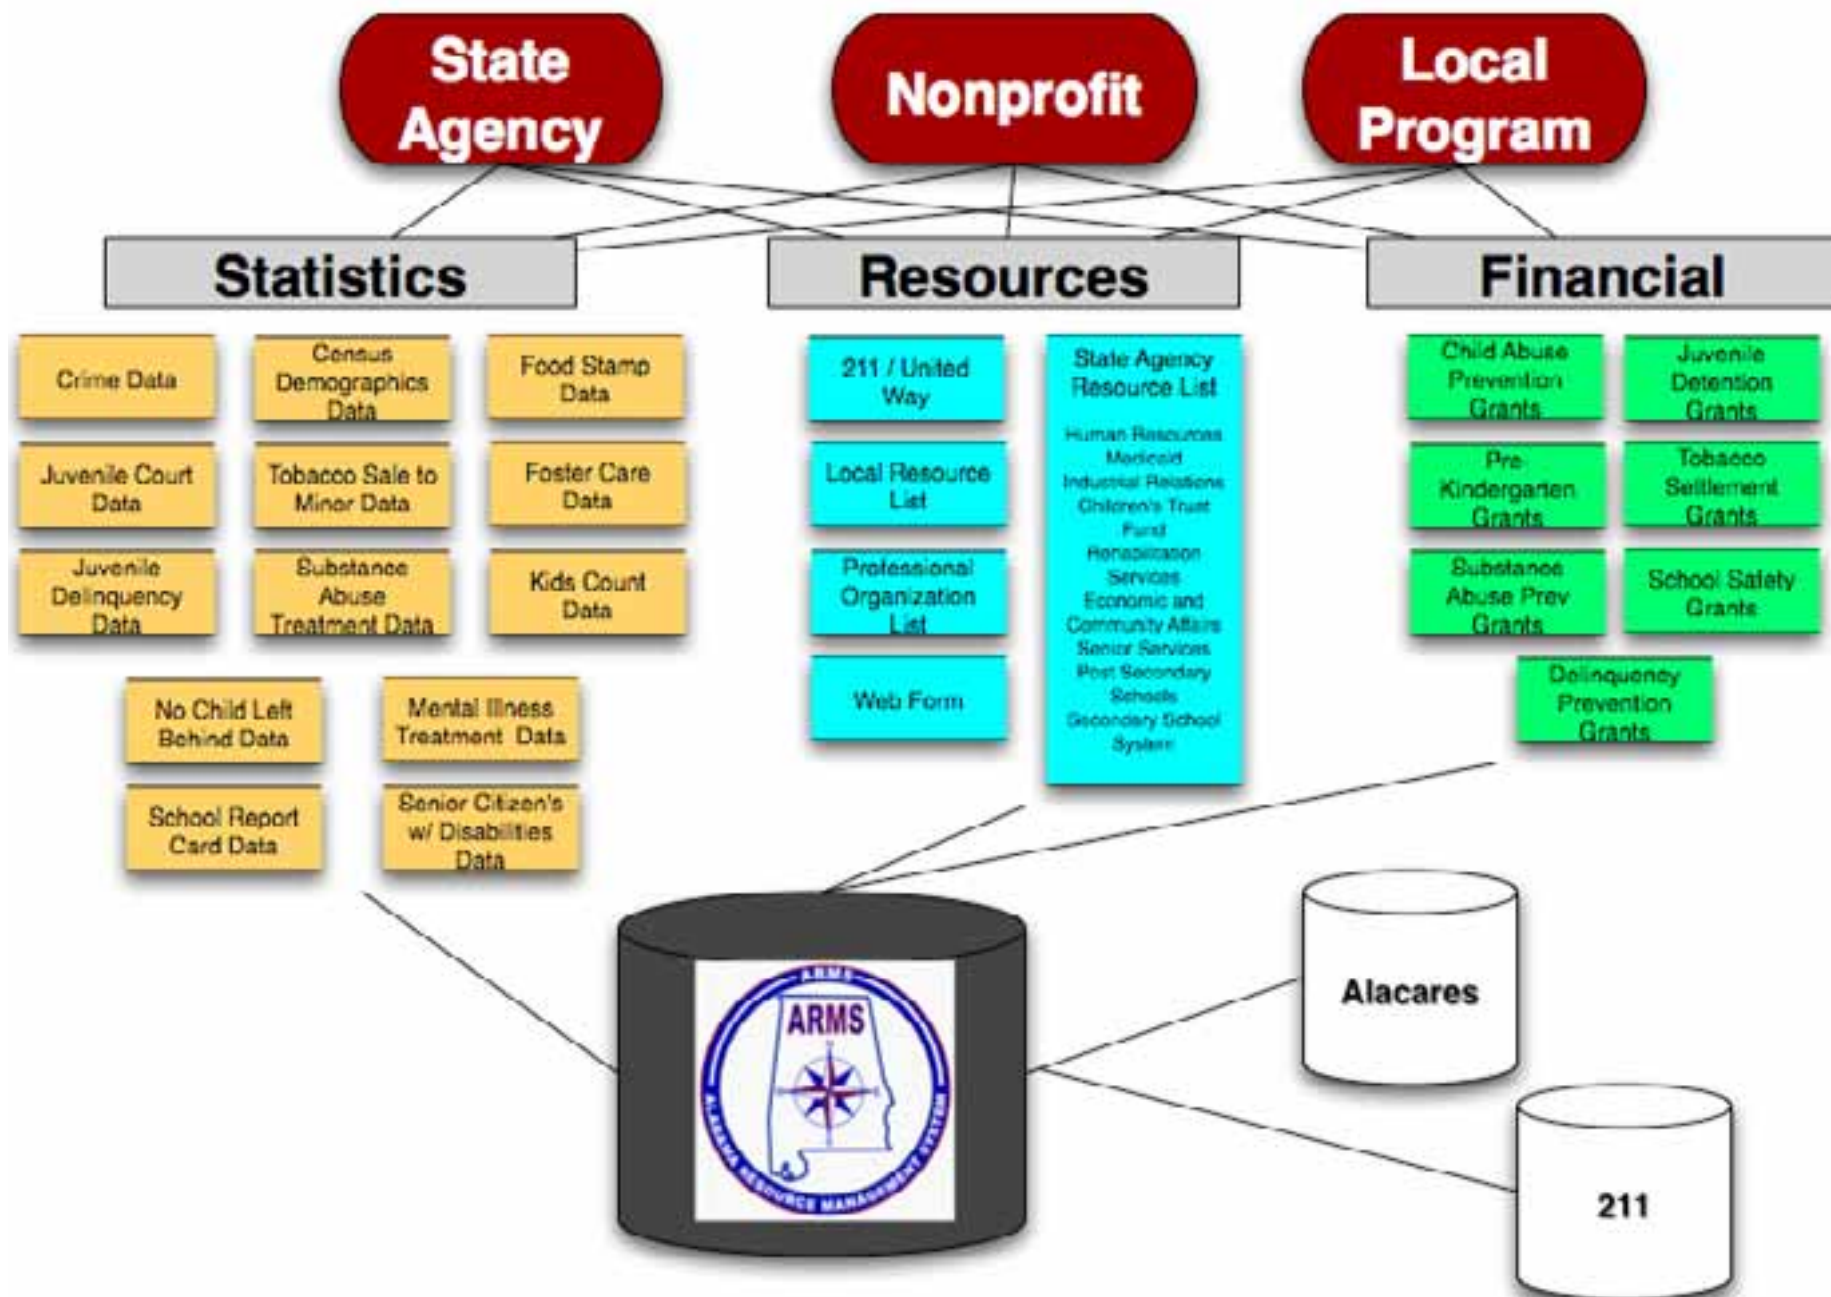 State
Agency
Nonprofit
Local
Program
Statistics
Resources
Financial
Crime Data
Census
Demographics
Data
Food Stamp
Data
Juvenile Court
Data
Tobacco Sale to
Minor Data
Foster Care
Data
Juvenile
Delinquency
Data
Substance
Abuse
Treatment Data
Kids Count
Data
No Child Left
Behind Data
Mental Illness
Treatment Data
School Report
Card Data
Senior Citizen's
w/ Disabilities
Data
211 / United
Way
Local Resource
List
Professional
Organization
List
Web Form
State Agency
Resource List
Human Resources
Medicaid
Industrial Relations
Children's Trust
Fund
Rehabilitation
Services
Economic and
Community Affairs
Senior Services
Post Secondary
Schools
Secondary School
System
Child Abuse
Prevention
Grants
Juvenile
Detention
Grants
Pre-
Kindergarten
Grants
Tobacco
Settlement
Grants
Substance
Abuse Prev
Grants
School Safety
Grants
Delinquency
Prevention
Grants
ARMS
ARMS
ALABAMA RESOURCE MANAGEMENT SYSTEM
Alacares
211